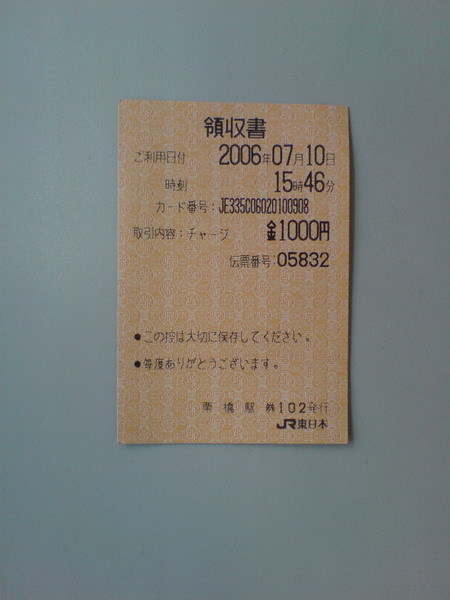 領収書
ご利用日付 2006年07月10日
時刻 15時46分
カード番号:JE335C06020100908
取引内容:チャージ 金1000円
伝票番号:05832
●この控は大切に保存してください。
●毎度ありがとうございます。
栗橋駅 券102発行
JR東日本